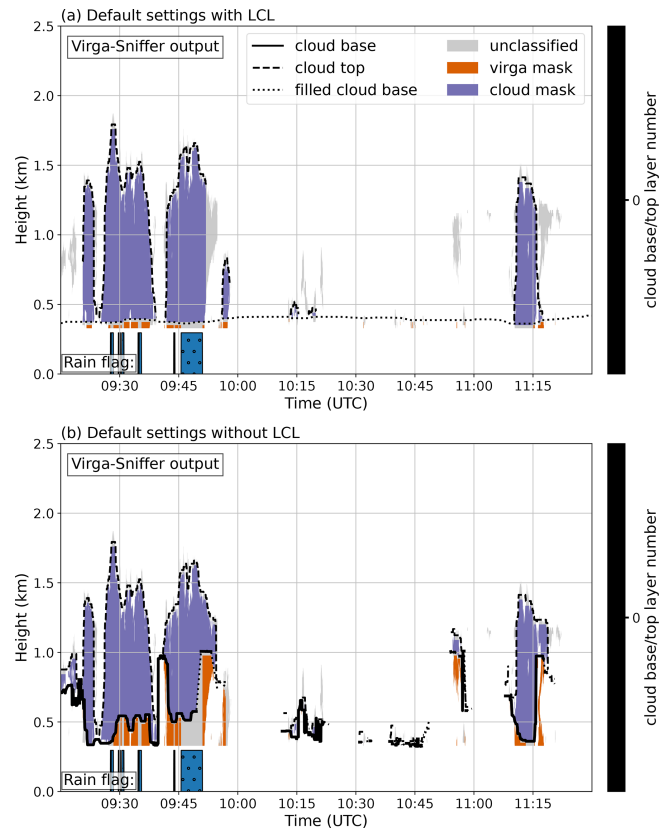 (a) Default settings with LCL
Virga-Sniffer output
cloud base
cloud top
filled cloud base
unclassified
virga mask
cloud mask
2.5
2.0
1.5
1.0
0.5
0.0
Height (km)
Rain flag:
09:30 09:45 10:00 10:15 10:30 10:45 11:00 11:15
Time (UTC)
0
cloud base/top layer number
(b) Default settings without LCL
Virga-Sniffer output
2.5
2.0
1.5
1.0
0.5
0.0
Height (km)
Rain flag:
09:30 09:45 10:00 10:15 10:30 10:45 11:00 11:15
Time (UTC)
0
cloud base/top layer number